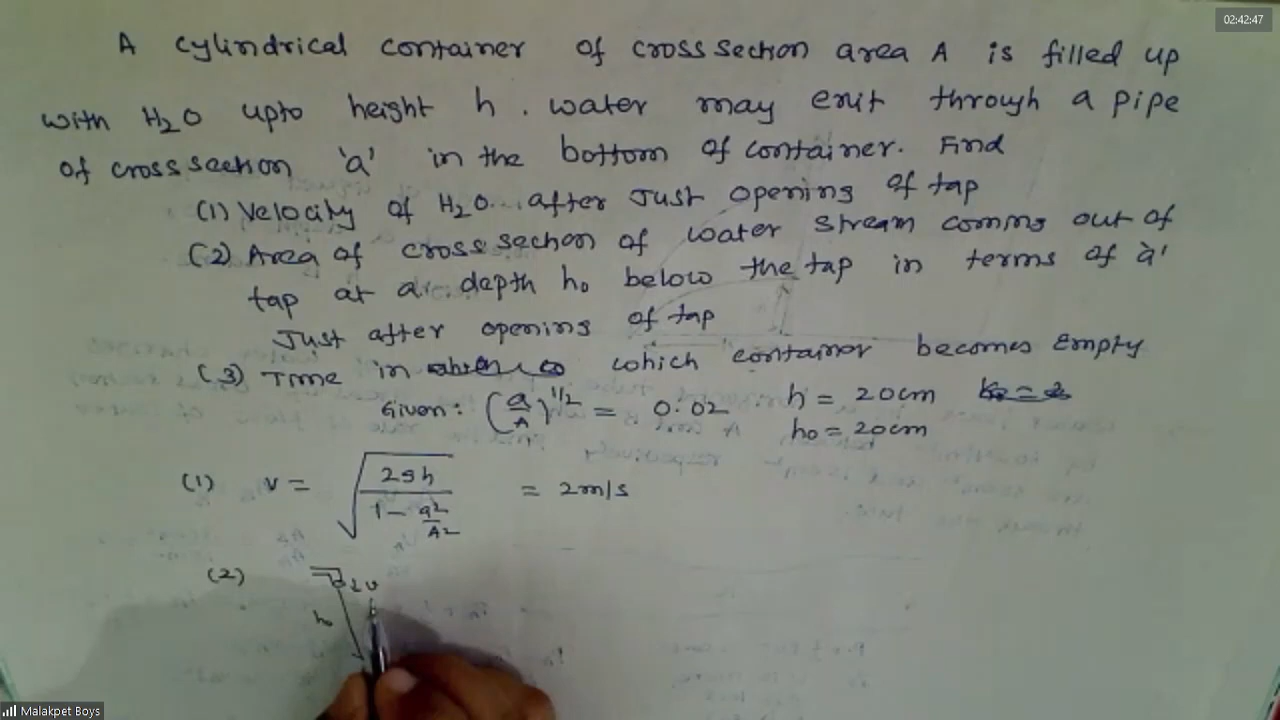 02:42:47
A cylindrical container of cross section area A is filled up
with H2O upto height h. water may exit through a pipe
of cross section 'a' in the bottom of container. Find
(1) Velocity of H2O after Just opening of tap
(2) Area of cross section of water stream coming out of
tap at a depth h0 below the tap in terms of 'a'
Just after opening of tap
(3) Time in which container becomes Empty
Given: (a/A)^1/2 = 0.02 h = 20cm
h0 = 20cm
(1) v = √(2gh / (1 - a²/A²)) = 2m/s
(2) v
h0
Malakpet Boys